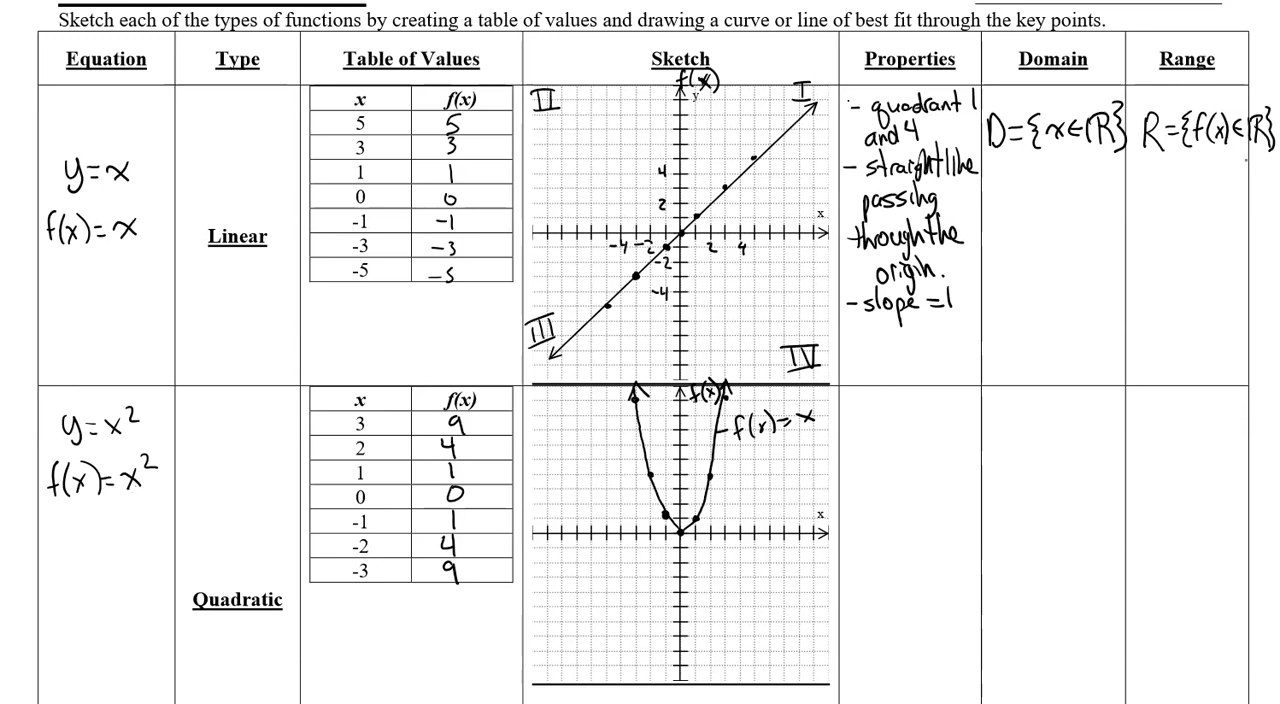 Sketch each of the types of functions by creating a table of values and drawing a curve or line of best fit through the key points.
Equation Type Table of Values Sketch Properties Domain Range
y=x
f(x)=x
Linear
x f(x)
5 5
3 3
1 1
0 0
-1 -1
-3 -3
-5 -5
f(x)
y
II
I
III
IV
4
2
-4 -2 2 4
-2
-4
x
- quadrant 1
and 4
- straight line
passing
through the
origin.
- slope = 1
D={x∈ℝ}
R={f(x)∈ℝ}
y=x²
f(x)=x²
Quadratic
x f(x)
3 9
2 4
1 1
0 0
-1 1
-2 4
-3 9
f(x)
f(x)=x
x